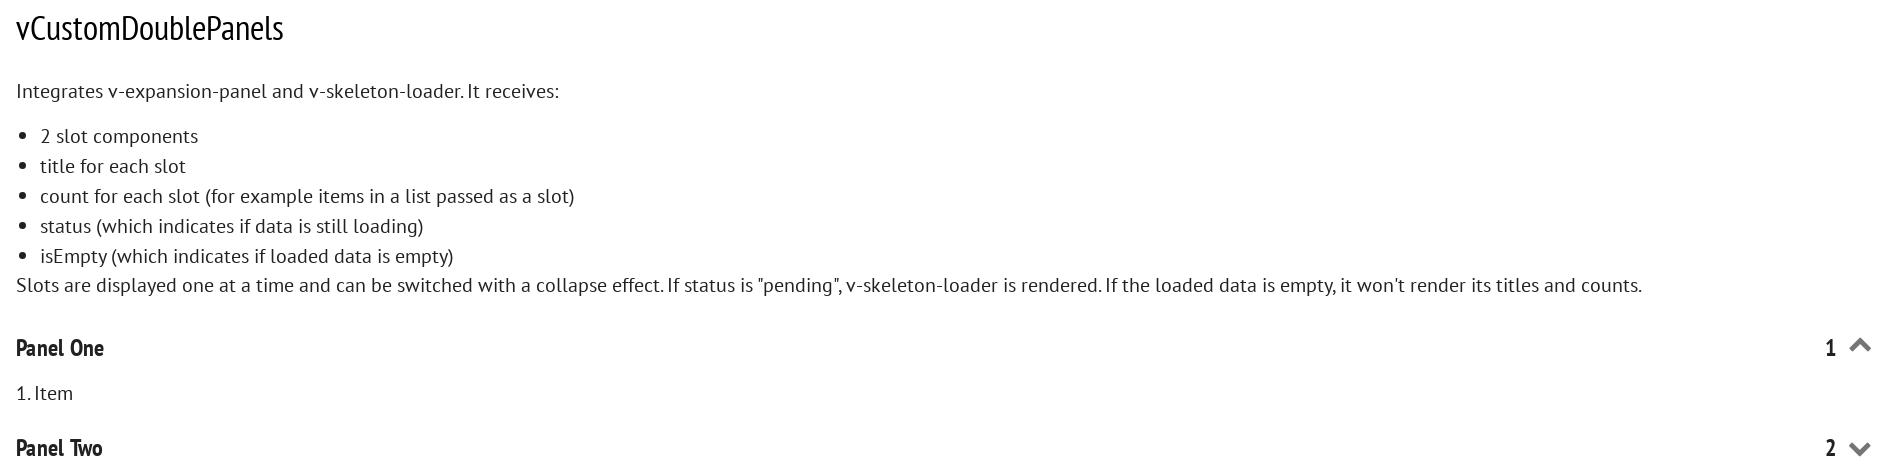 vCustomDoublePanels
Integrates v-expansion-panel and v-skeleton-loader. It receives:
• 2 slot components
• title for each slot
• count for each slot (for example items in a list passed as a slot)
• status (which indicates if data is still loading)
• isEmpty (which indicates if loaded data is empty)
Slots are displayed one at a time and can be switched with a collapse effect. If status is "pending", v-skeleton-loader is rendered. If the loaded data is empty, it won't render its titles and counts.
Panel One 1
1. Item
Panel Two 2